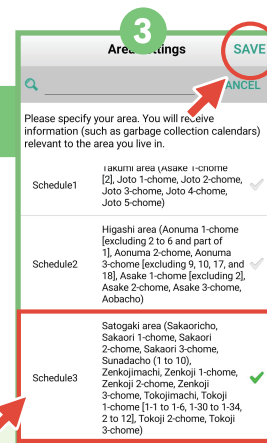 3
Area ttings
SAVE
ANCEL
Please specify your area. You will receive
information (such as garbage collection calendars)
relevant to the area you live in.
Schedule1
Takumi area (Asake 1-chome
[2], Joto 1-chome, Joto 2-chome,
Joto 3-chome, Joto 4-chome,
Joto 5-chome)
Schedule2
Higashi area (Aonuma 1-chome
[excluding 2 to 6 and part of
1], Aonuma 2-chome, Aonuma
3-chome [excluding 9, 10, 17, and
18], Asake 1-chome [excluding 2],
Asake 2-chome, Asake 3-chome,
Aobacho)
Schedule3
Satogaki area (Sakaoricho,
Sakaori 1-chome, Sakaori
2-chome, Sakaori 3-chome,
Sunadacho (1 to 10),
Zenkojimachi, Zenkoji 1-chome,
Zenkoji 2-chome, Zenkoji
3-chome, Tokojimachi, Tokoji
1-chome [1-1 to 1-6, 1-30 to 1-34,
2 to 12], Tokoji 2-chome, Tokoji
3-chome)